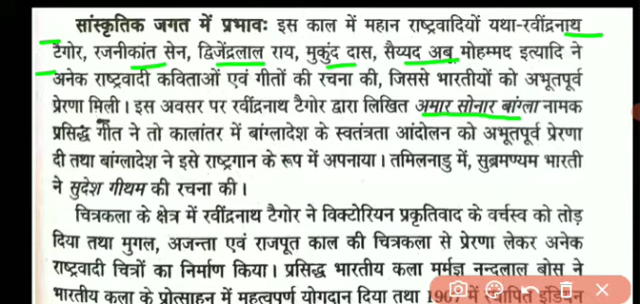 सांस्कृतिक जगत में प्रभावः इस काल में महान राष्ट्रवादियों यथा-रवींद्रनाथ
टैगोर, रजनीकांत सेन, द्विजेंद्रलाल राय, मुकुंद दास, सैय्यद अबू मोहम्मद इत्यादि ने
अनेक राष्ट्रवादी कविताओं एवं गीतों की रचना की, जिससे भारतीयों को अभूतपूर्व
प्रेरणा मिली। इस अवसर पर रवींद्रनाथ टैगोर द्वारा लिखित अमार सोनार बांग्ला नामक
प्रसिद्ध गीत ने तो कालांतर में बांग्लादेश के स्वतंत्रता आंदोलन को अभूतपूर्व प्रेरणा
दी तथा बांग्लादेश ने इसे राष्ट्रगान के रूप में अपनाया। तमिलनाडु में, सुब्रमण्यम भारती
ने सुदेश गीथम की रचना की।
चित्रकला के क्षेत्र में रवींद्रनाथ टैगोर ने विक्टोरियन प्रकृतिवाद के वर्चस्व को तोड़
दिया तथा मुगल, अजन्ता एवं राजपूत काल की चित्रकला से प्रेरणा लेकर अनेक
राष्ट्रवादी चित्रों का निर्माण किया। प्रसिद्ध भारतीय कला मर्मज्ञ नन्दलाल बोस ने
भारतीय कला के प्रोत्साहन में महत्वपूर्ण योगदान दिया तथा 1907 में